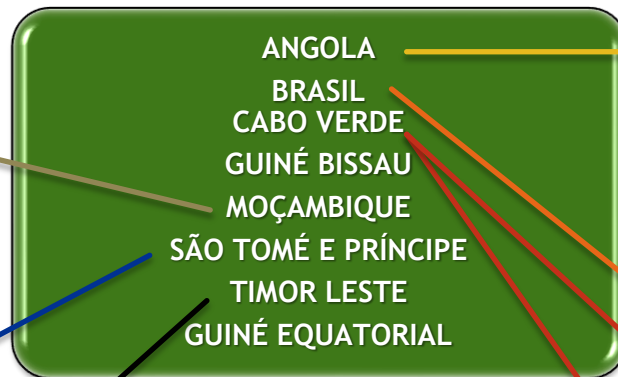 ANGOLA
BRASIL
CABO VERDE
GUINÉ BISSAU
MOÇAMBIQUE
SÃO TOMÉ E PRÍNCIPE
TIMOR LESTE
GUINÉ EQUATORIAL